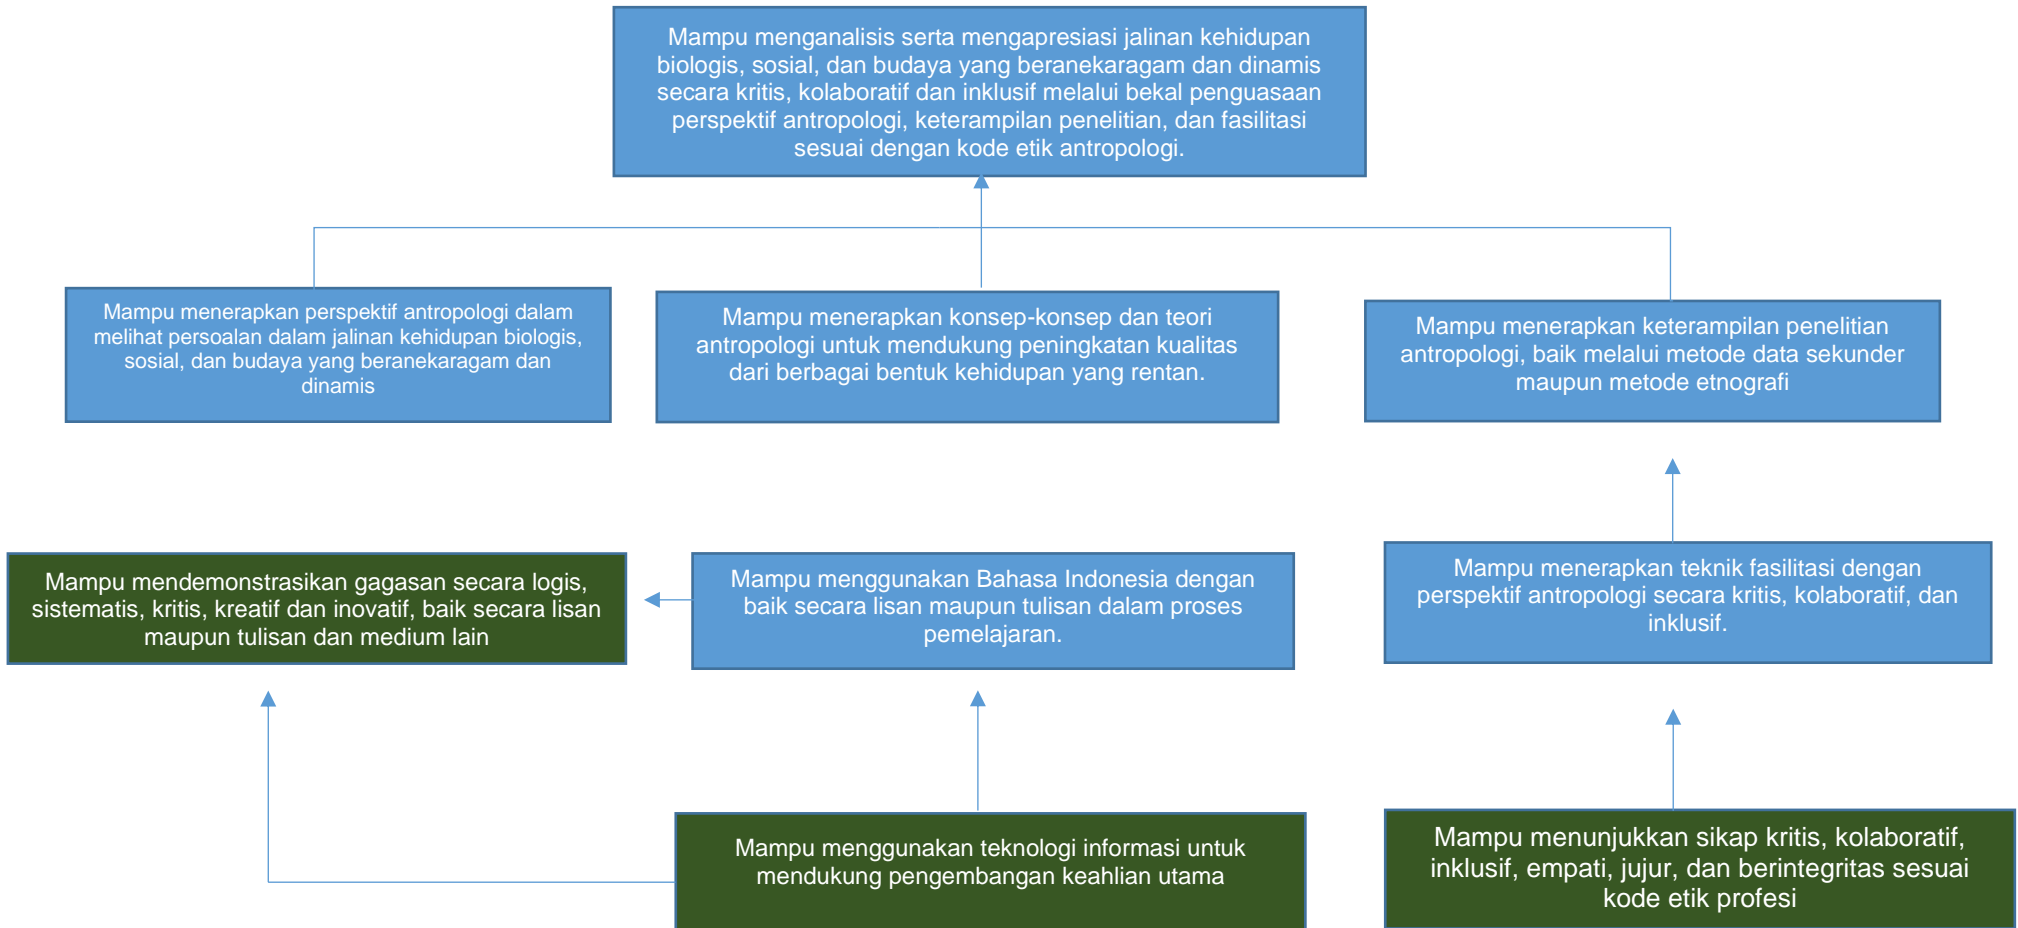 Mampu menganalisis serta mengapresiasi jalinan kehidupan
biologis, sosial, dan budaya yang beranekaragam dan dinamis
secara kritis, kolaboratif dan inklusif melalui bekal penguasaan
perspektif antropologi, keterampilan penelitian, dan fasilitasi
sesuai dengan kode etik antropologi.
Mampu menerapkan perspektif antropologi dalam
melihat persoalan dalam jalinan kehidupan biologis,
sosial, dan budaya yang beranekaragam dan
dinamis
Mampu menerapkan konsep-konsep dan teori
antropologi untuk mendukung peningkatan kualitas
dari berbagai bentuk kehidupan yang rentan.
Mampu menerapkan keterampilan penelitian
antropologi, baik melalui metode data sekunder
maupun metode etnografi
Mampu mendemonstrasikan gagasan secara logis,
sistematis, kritis, kreatif dan inovatif, baik secara lisan
maupun tulisan dan medium lain
Mampu menggunakan Bahasa Indonesia dengan
baik secara lisan maupun tulisan dalam proses
pemelajaran.
Mampu menerapkan teknik fasilitasi dengan
perspektif antropologi secara kritis, kolaboratif, dan
inklusif.
Mampu menggunakan teknologi informasi untuk
mendukung pengembangan keahlian utama
Mampu menunjukkan sikap kritis, kolaboratif,
inklusif, empati, jujur, dan berintegritas sesuai
kode etik profesi